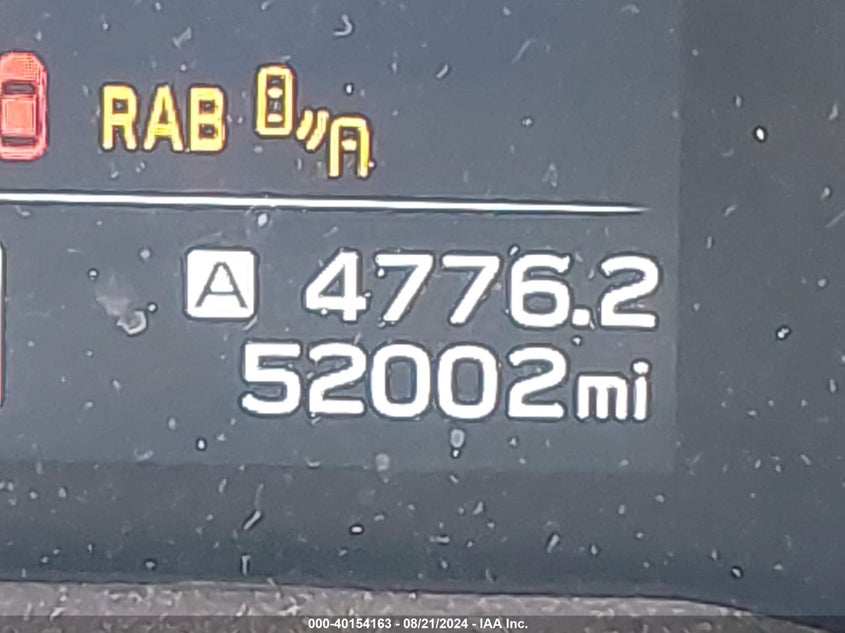 RAB
A 4776.2
52002mi
000-40154163 - 08/21/2024 - IAA Inc.